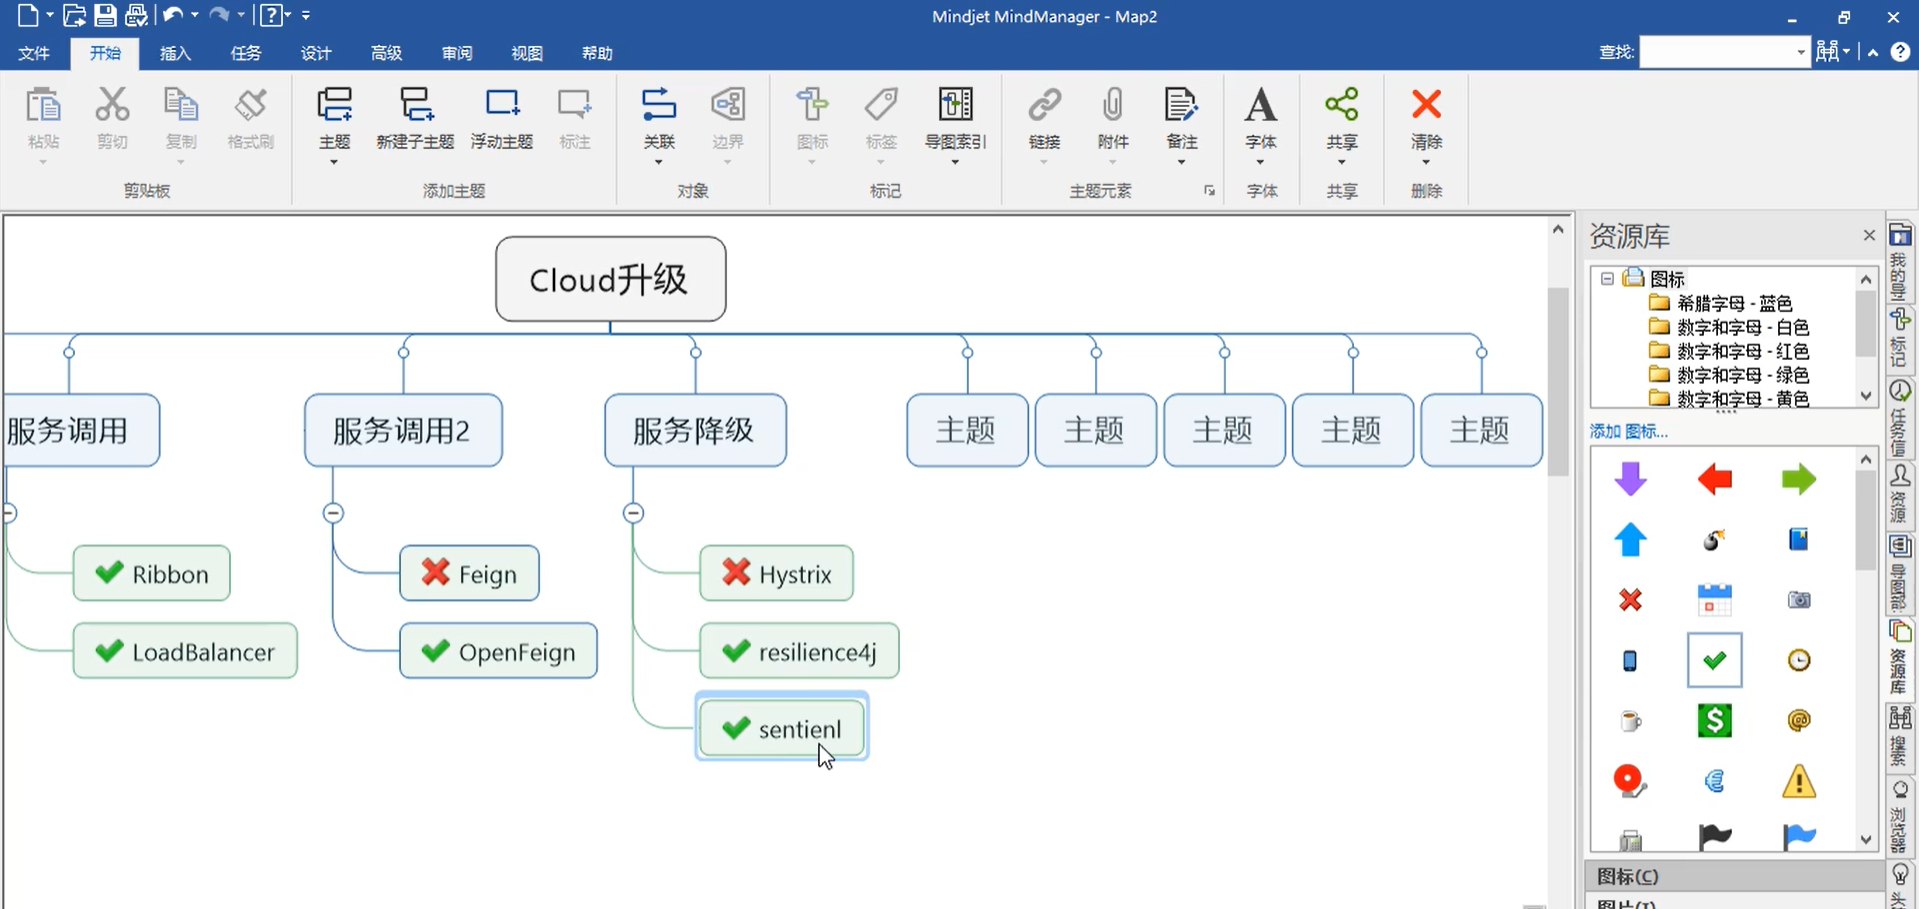 Mindjet MindManager - Map2
文件 开始 插入 任务 设计 高级 审阅 视图 帮助 查找:
粘贴 剪切 复制 格式刷 主题 新建子主题 浮动主题 标注 关联 边界 图标 标签 导图索引 链接 附件 备注 字体 共享 清除
剪贴板 添加主题 对象 标记 主题元素 字体 共享 删除
Cloud升级
服务调用 服务调用2 服务降级 主题 主题 主题 主题 主题
Ribbon Feign Hystrix
LoadBalancer OpenFeign resilience4j
sentienl
资源库
图标
希腊字母 - 蓝色
数字和字母 - 白色
数字和字母 - 红色
数字和字母 - 绿色
数字和字母 - 黄色
添加 图标...
图标(C)
图片(I)
我的导
标记
任务信
资源
导图部
资源库
搜索
浏览器